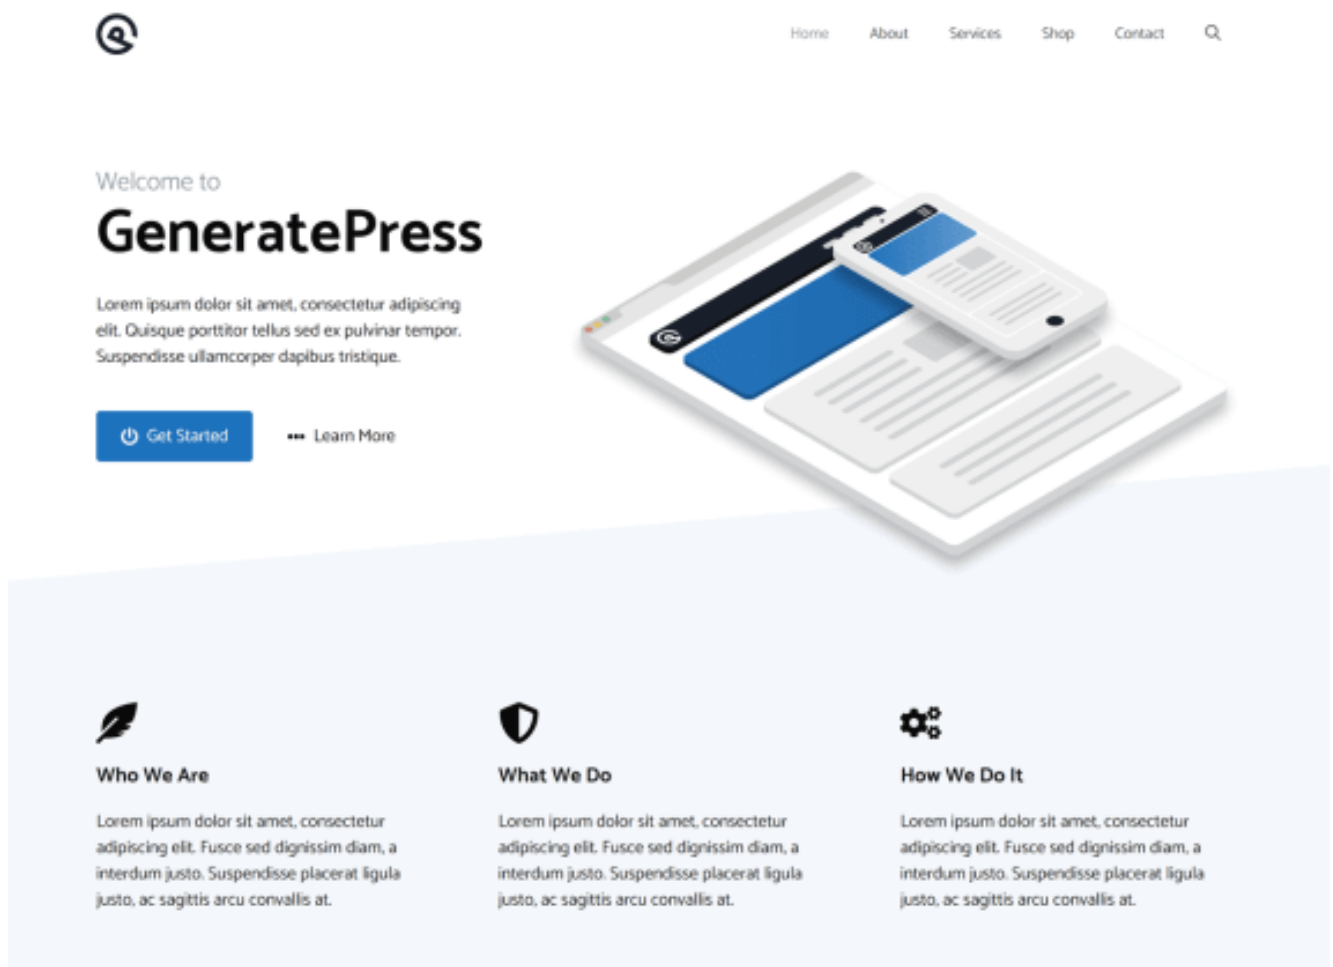 Home About Services Shop Contact
Welcome to
GeneratePress
Lorem ipsum dolor sit amet, consectetur adipiscing
elit. Quisque porttitor tellus sed ex pulvinar tempor.
Suspendisse ullamcorper dapibus tristique.
Get Started Learn More
Who We Are
Lorem ipsum dolor sit amet, consectetur
adipiscing elit. Fusce sed dignissim diam, a
interdum justo. Suspendisse placerat ligula
justo, ac sagittis arcu convallis at.
What We Do
Lorem ipsum dolor sit amet, consectetur
adipiscing elit. Fusce sed dignissim diam, a
interdum justo. Suspendisse placerat ligula
justo, ac sagittis arcu convallis at.
How We Do It
Lorem ipsum dolor sit amet, consectetur
adipiscing elit. Fusce sed dignissim diam, a
interdum justo. Suspendisse placerat ligula
justo, ac sagittis arcu convallis at.